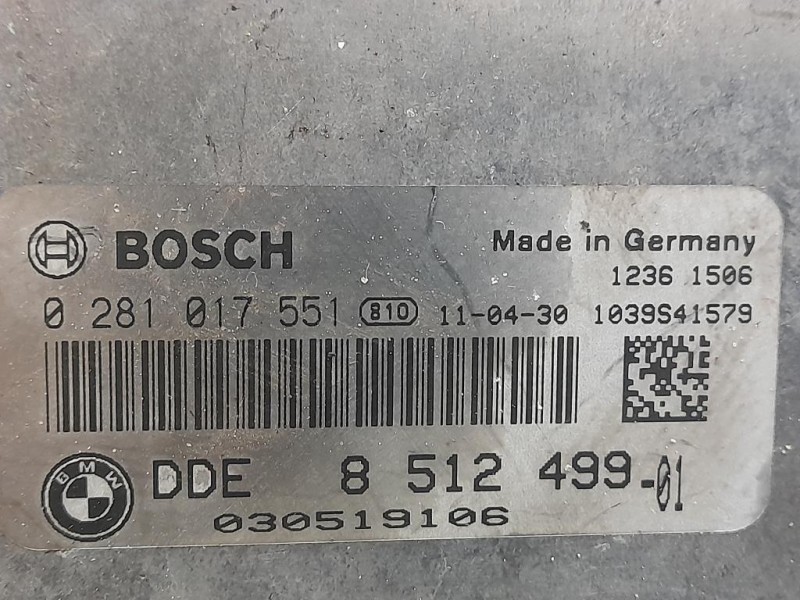 BOSCH
Made in Germany
1236 1506
0 281 017 551 810 11-04-30 1039S41579
BMW
DDE 8 512 499-01
030519106